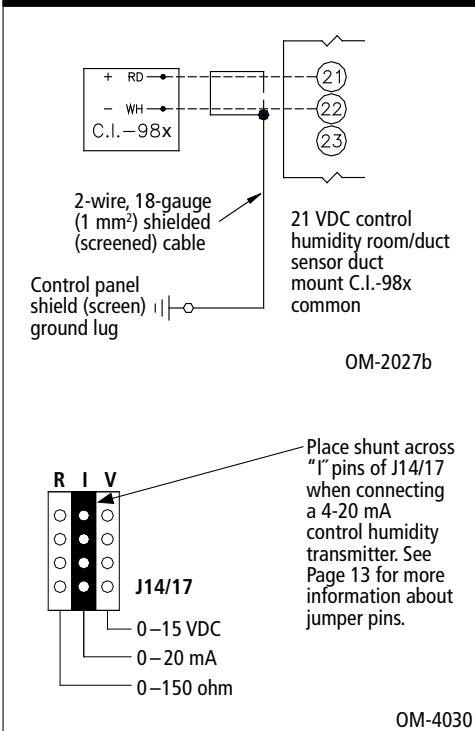 + RD
21
- WH
22
C.I.-98x
23
2-wire, 18-gauge
(1 mm²) shielded
(screened) cable
21 VDC control
humidity room/duct
sensor duct
mount C.I.-98x
common
Control panel
shield (screen)
ground lug
OM-2027b
Place shunt across
“I” pins of J14/17
when connecting
a 4-20 mA
control humidity
transmitter. See
Page 13 for more
information about
jumper pins.
R I V
J14/17
0–15 VDC
0–20 mA
0–150 ohm
OM-4030